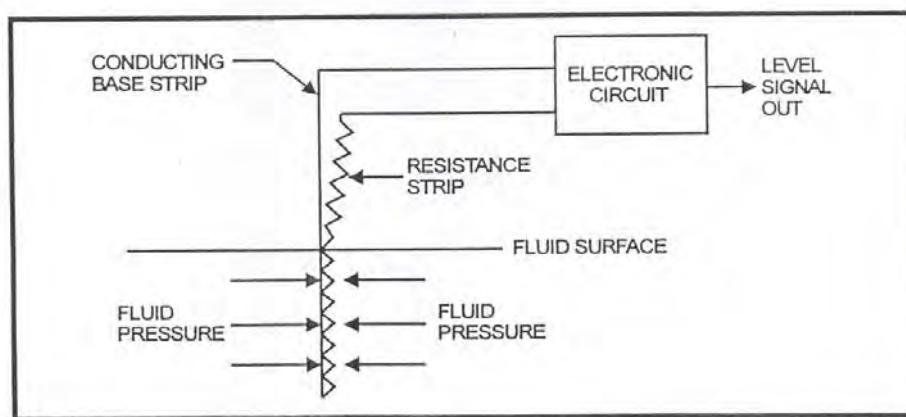 CONDUCTING
BASE STRIP
ELECTRONIC
CIRCUIT
LEVEL
SIGNAL
OUT
RESISTANCE
STRIP
FLUID SURFACE
FLUID
PRESSURE
FLUID
PRESSURE